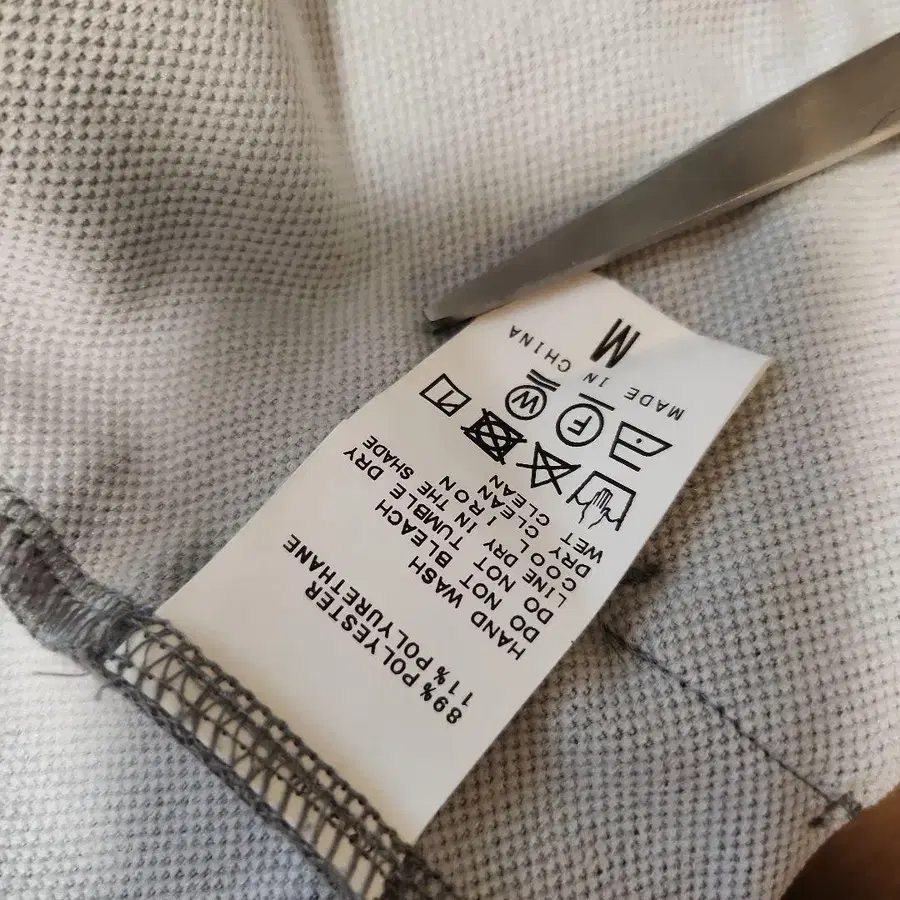 89% POLYESTER
11% POLYURETHANE
HAND WASH
DO NOT BLEACH
DO NOT TUMBLE DRY
LINE DRY IN THE SHADE
COOL IRON
DRY CLEAN
WET CLEAN
F
W
MADE IN CHINA
M